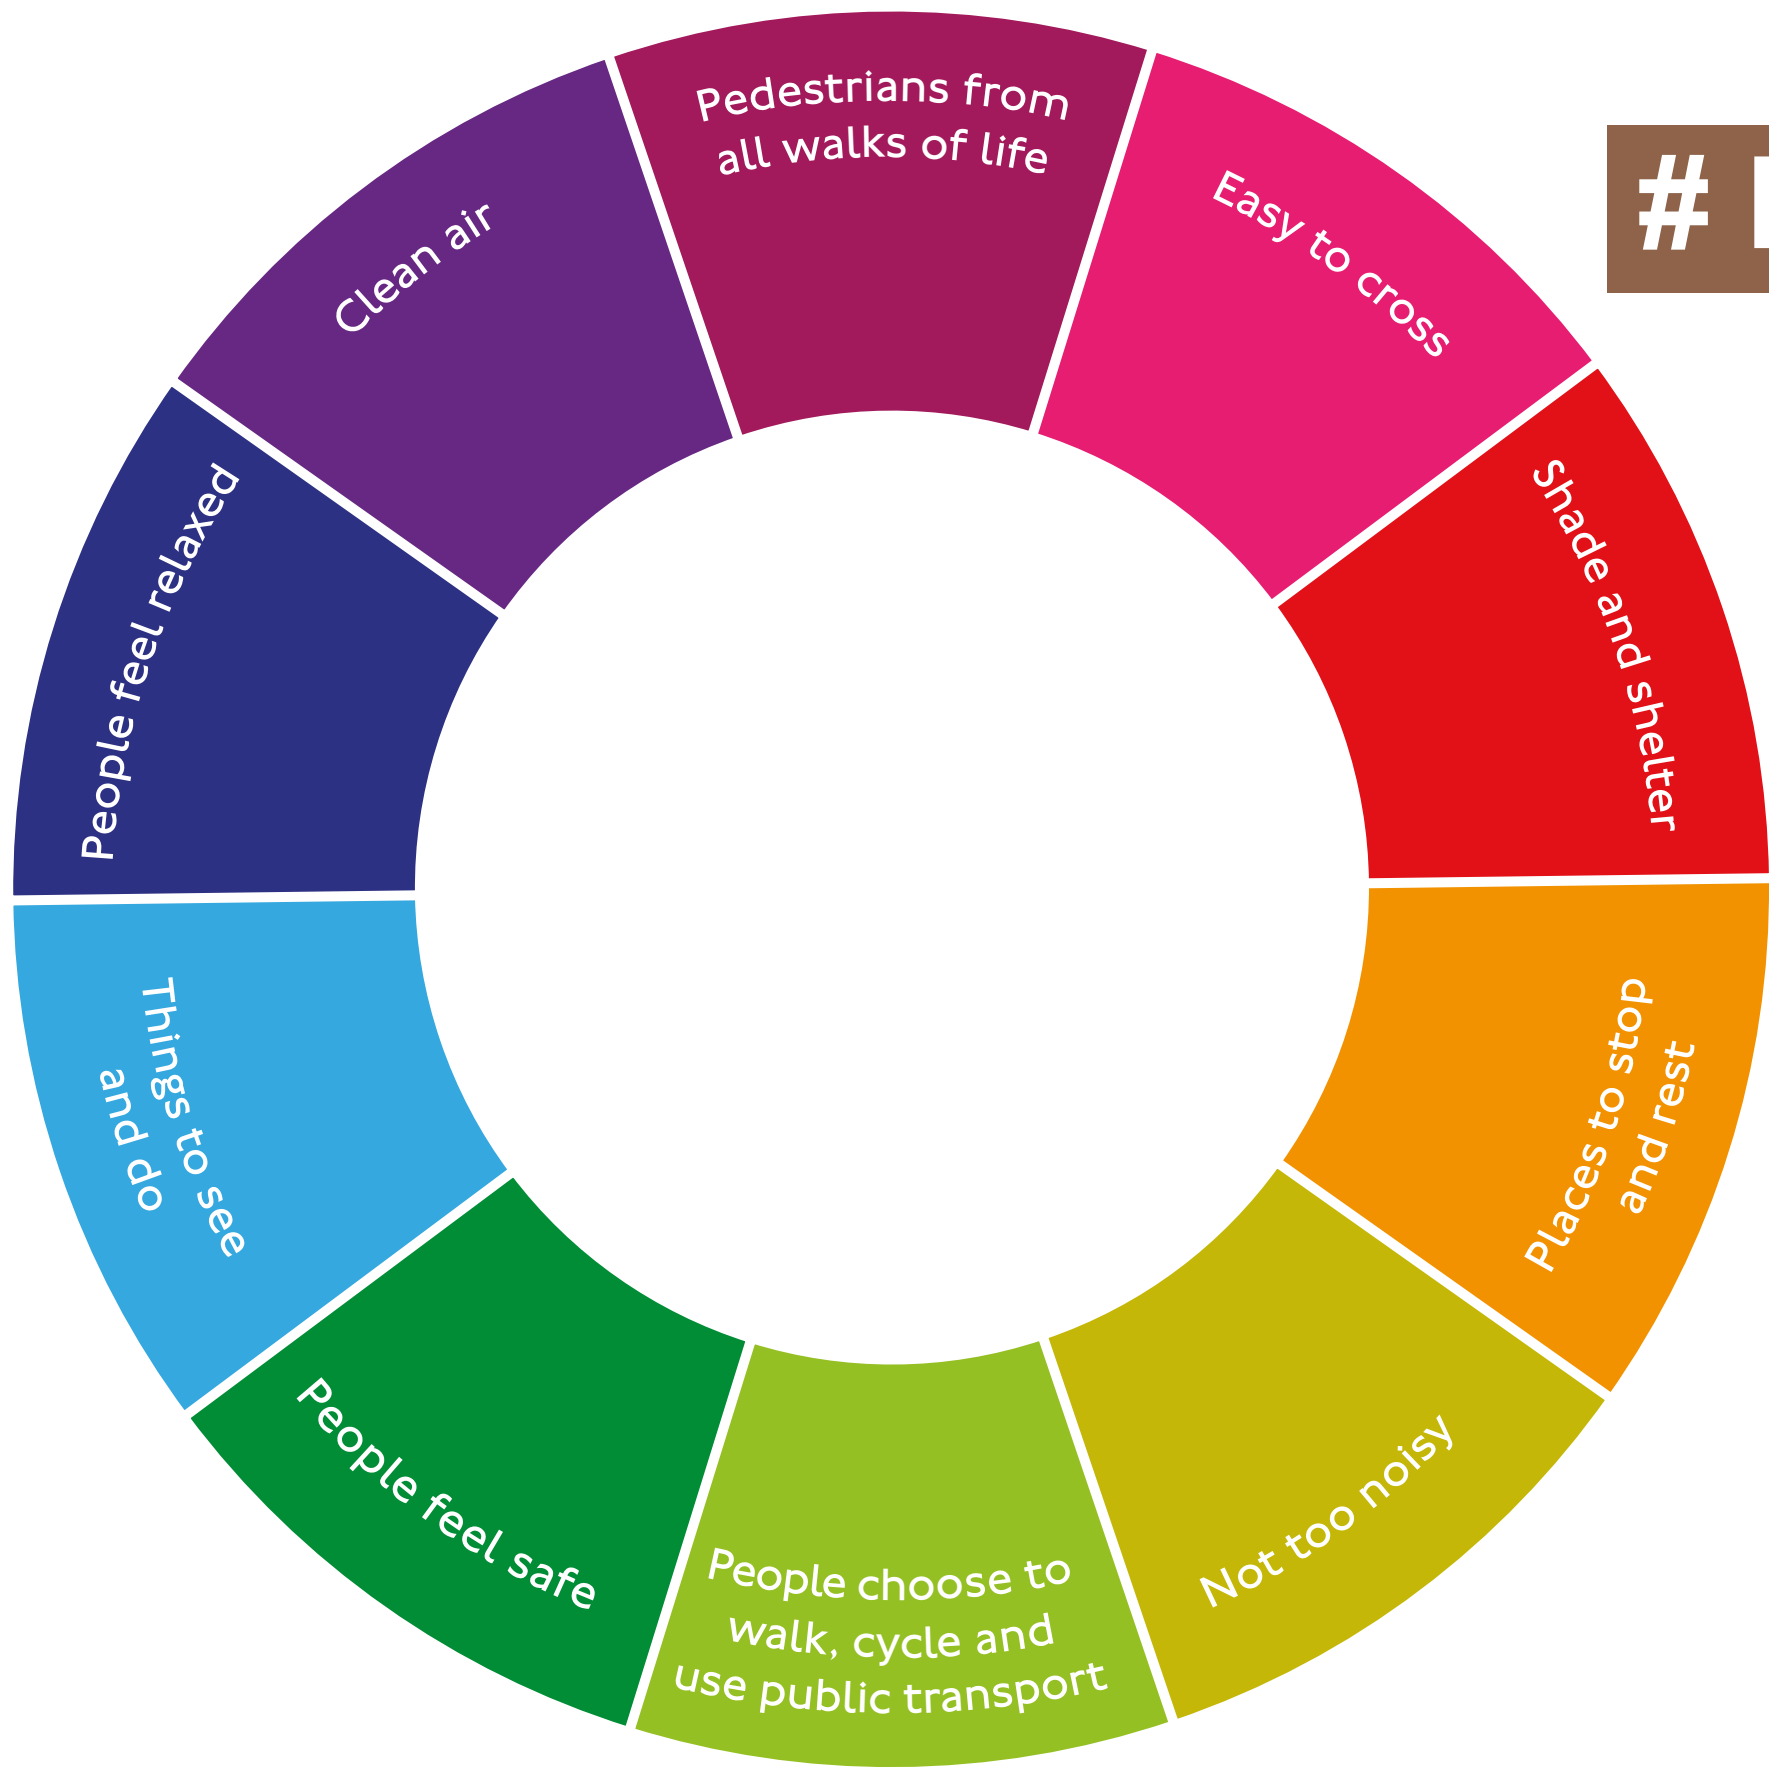 Pedestrians from
all walks of life
Easy to cross
Shade and shelter
Places to stop
and rest
Not too noisy
People choose to
walk, cycle and
use public transport
People feel safe
Things to see
and do
People feel relaxed
Clean air
#